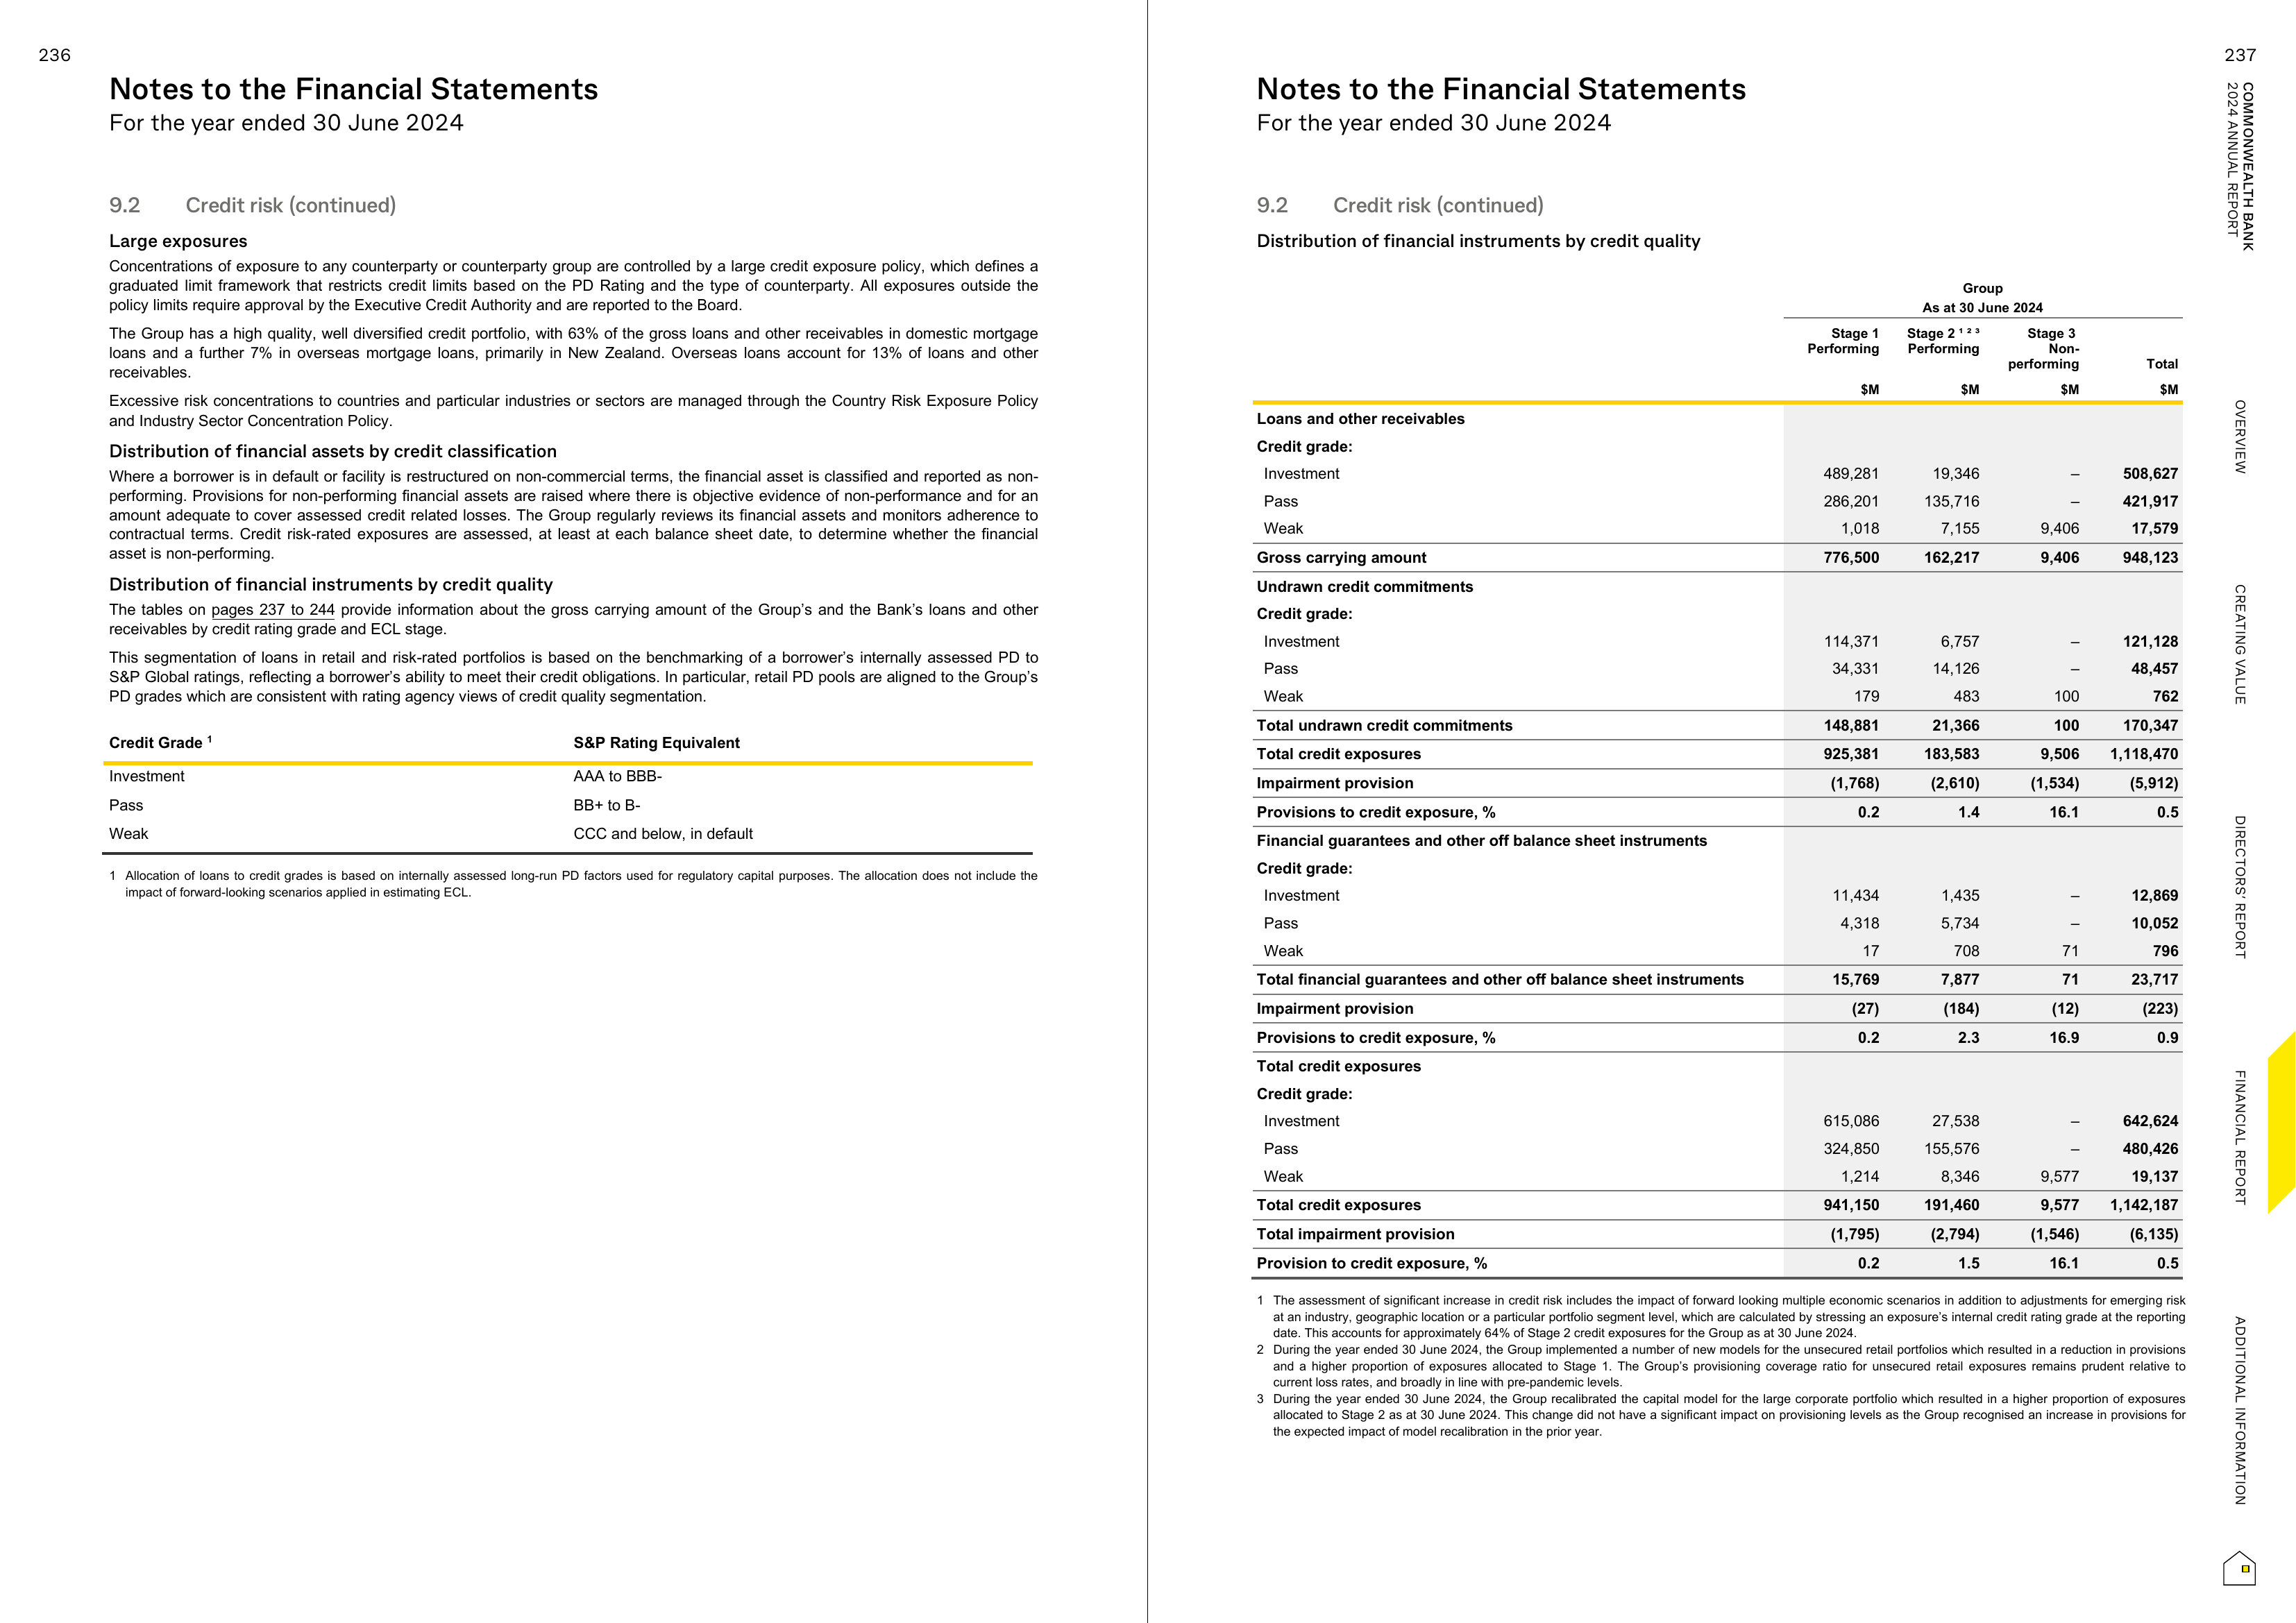 236
Notes to the Financial Statements
For the year ended 30 June 2024
9.2 Credit risk (continued)
Large exposures
Concentrations of exposure to any counterparty or counterparty group are controlled by a large credit exposure policy, which defines a
graduated limit framework that restricts credit limits based on the PD Rating and the type of counterparty. All exposures outside the
policy limits require approval by the Executive Credit Authority and are reported to the Board.
The Group has a high quality, well diversified credit portfolio, with 63% of the gross loans and other receivables in domestic mortgage
loans and a further 7% in overseas mortgage loans, primarily in New Zealand. Overseas loans account for 13% of loans and other
receivables.
Excessive risk concentrations to countries and particular industries or sectors are managed through the Country Risk Exposure Policy
and Industry Sector Concentration Policy.
Distribution of financial assets by credit classification
Where a borrower is in default or facility is restructured on non-commercial terms, the financial asset is classified and reported as non-
performing. Provisions for non-performing financial assets are raised where there is objective evidence of non-performance and for an
amount adequate to cover assessed credit related losses. The Group regularly reviews its financial assets and monitors adherence to
contractual terms. Credit risk-rated exposures are assessed, at least at each balance sheet date, to determine whether the financial
asset is non-performing.
Distribution of financial instruments by credit quality
The tables on pages 237 to 244 provide information about the gross carrying amount of the Group's and the Bank's loans and other
receivables by credit rating grade and ECL stage.
This segmentation of loans in retail and risk-rated portfolios is based on the benchmarking of a borrower's internally assessed PD to
S&P Global ratings, reflecting a borrower's ability to meet their credit obligations. In particular, retail PD pools are aligned to the Group's
PD grades which are consistent with rating agency views of credit quality segmentation.
Credit Grade ¹ S&P Rating Equivalent
Investment AAA to BBB-
Pass BB+ to B-
Weak CCC and below, in default
1 Allocation of loans to credit grades is based on internally assessed long-run PD factors used for regulatory capital purposes. The allocation does not include the
impact of forward-looking scenarios applied in estimating ECL.
237
Notes to the Financial Statements
For the year ended 30 June 2024
9.2 Credit risk (continued)
Distribution of financial instruments by credit quality
Group
As at 30 June 2024
Stage 1 Stage 2 ¹ ² ³ Stage 3
Performing Performing Non-
performing Total
$M $M $M $M
Loans and other receivables
Credit grade:
Investment 489,281 19,346 – 508,627
Pass 286,201 135,716 – 421,917
Weak 1,018 7,155 9,406 17,579
Gross carrying amount 776,500 162,217 9,406 948,123
Undrawn credit commitments
Credit grade:
Investment 114,371 6,757 – 121,128
Pass 34,331 14,126 – 48,457
Weak 179 483 100 762
Total undrawn credit commitments 148,881 21,366 100 170,347
Total credit exposures 925,381 183,583 9,506 1,118,470
Impairment provision (1,768) (2,610) (1,534) (5,912)
Provisions to credit exposure, % 0.2 1.4 16.1 0.5
Financial guarantees and other off balance sheet instruments
Credit grade:
Investment 11,434 1,435 – 12,869
Pass 4,318 5,734 – 10,052
Weak 17 708 71 796
Total financial guarantees and other off balance sheet instruments 15,769 7,877 71 23,717
Impairment provision (27) (184) (12) (223)
Provisions to credit exposure, % 0.2 2.3 16.9 0.9
Total credit exposures
Credit grade:
Investment 615,086 27,538 – 642,624
Pass 324,850 155,576 – 480,426
Weak 1,214 8,346 9,577 19,137
Total credit exposures 941,150 191,460 9,577 1,142,187
Total impairment provision (1,795) (2,794) (1,546) (6,135)
Provision to credit exposure, % 0.2 1.5 16.1 0.5
1 The assessment of significant increase in credit risk includes the impact of forward looking multiple economic scenarios in addition to adjustments for emerging risk
at an industry, geographic location or a particular portfolio segment level, which are calculated by stressing an exposure's internal credit rating grade at the reporting
date. This accounts for approximately 64% of Stage 2 credit exposures for the Group as at 30 June 2024.
2 During the year ended 30 June 2024, the Group implemented a number of new models for the unsecured retail portfolios which resulted in a reduction in provisions
and a higher proportion of exposures allocated to Stage 1. The Group's provisioning coverage ratio for unsecured retail exposures remains prudent relative to
current loss rates, and broadly in line with pre-pandemic levels.
3 During the year ended 30 June 2024, the Group recalibrated the capital model for the large corporate portfolio which resulted in a higher proportion of exposures
allocated to Stage 2 as at 30 June 2024. This change did not have a significant impact on provisioning levels as the Group recognised an increase in provisions for
the expected impact of model recalibration in the prior year.
COMMONWEALTH BANK
2024 ANNUAL REPORT
OVERVIEW
CREATING VALUE
DIRECTORS' REPORT
FINANCIAL REPORT
ADDITIONAL INFORMATION